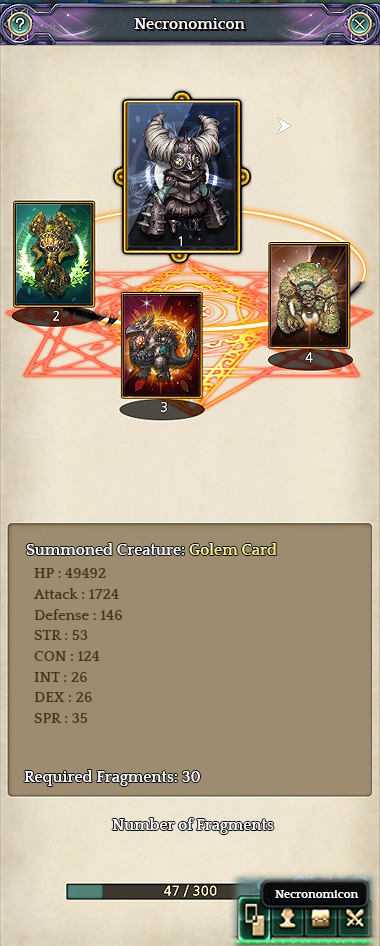 ?
Necronomicon
1
2
3
4
Summoned Creature: Golem Card
HP : 49492
Attack : 1724
Defense : 146
STR : 53
CON : 124
INT : 26
DEX : 26
SPR : 35
Required Fragments: 30
Number of Fragments
47 / 300
Necronomicon